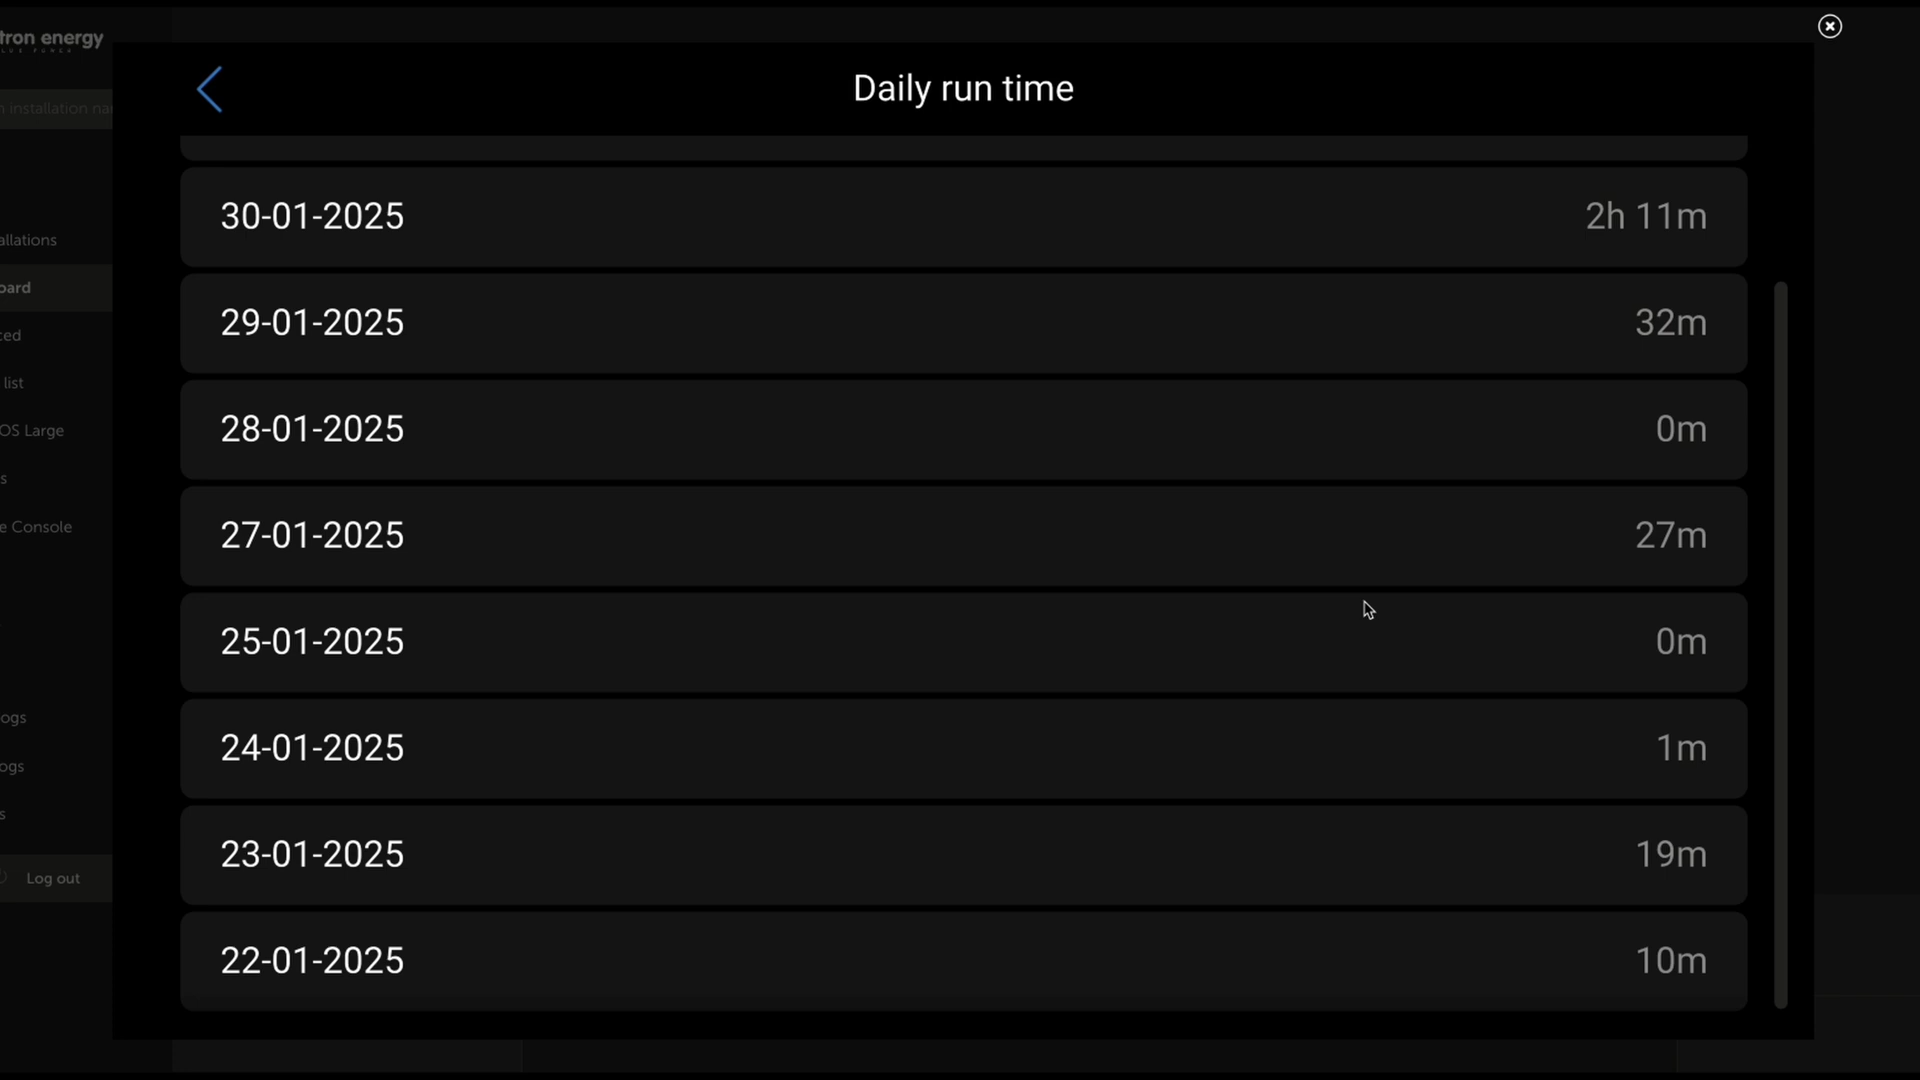 tron energy
Daily run time
n installation na
30-01-2025 2h 11m
allations
oard
29-01-2025 32m
ced
list
28-01-2025 0m
OS Large
s
27-01-2025 27m
e Console
25-01-2025 0m
ogs
24-01-2025 1m
ogs
s
23-01-2025 19m
Log out
22-01-2025 10m